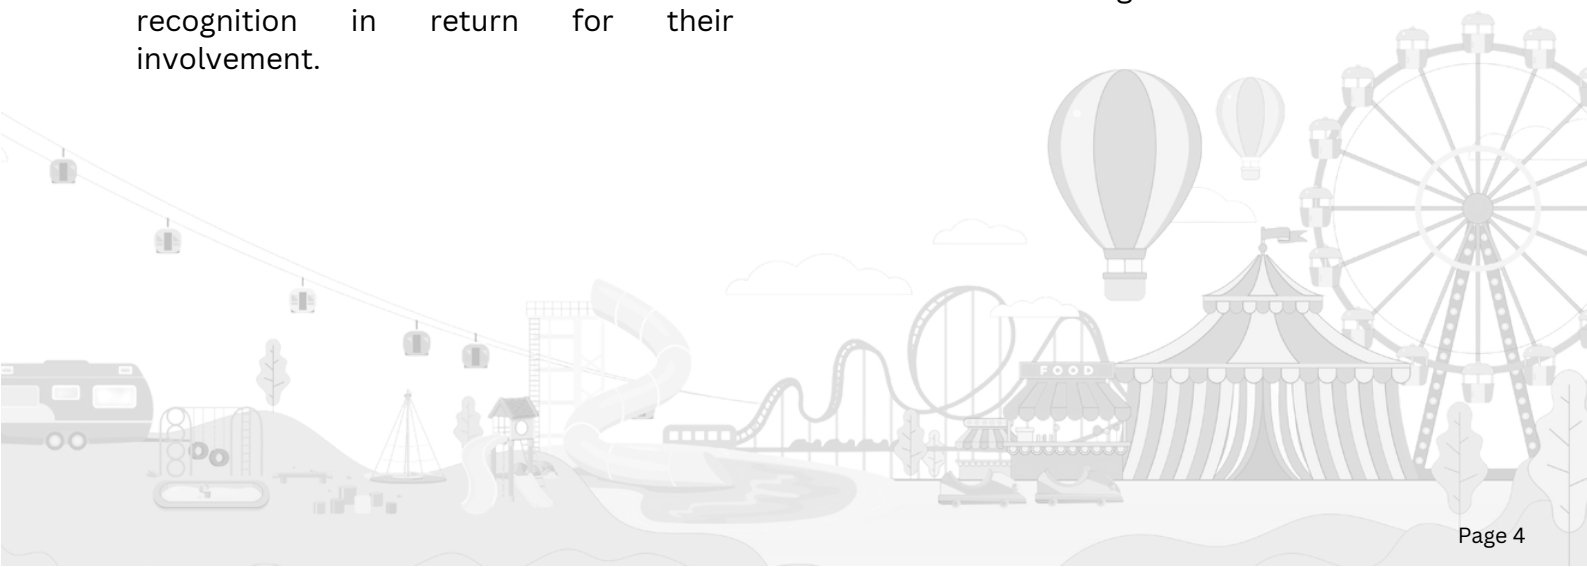 recognition in return for their
involvement.
FOOD
Page 4